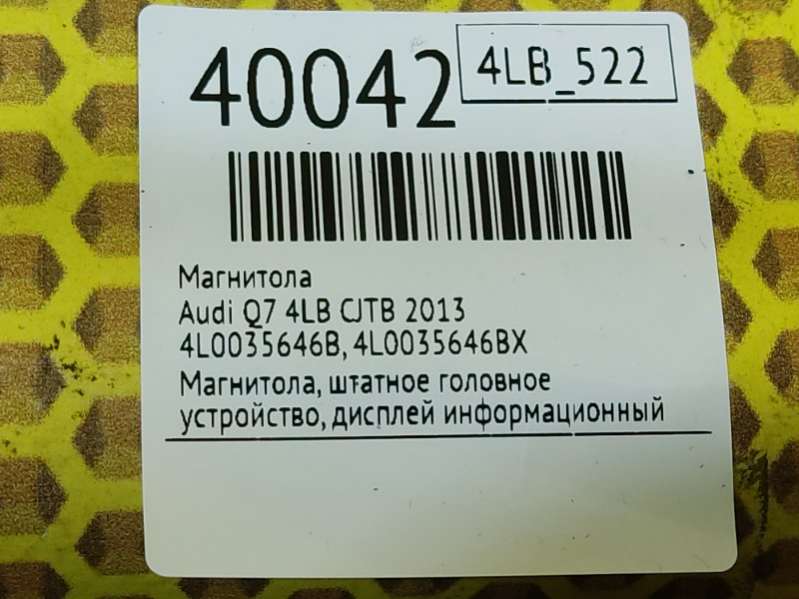 40042
4LB_522
Магнитола
Audi Q7 4LB CJTB 2013
4L0035646B, 4L0035646BX
Магнитола, штатное головное
устройство, дисплей информационный